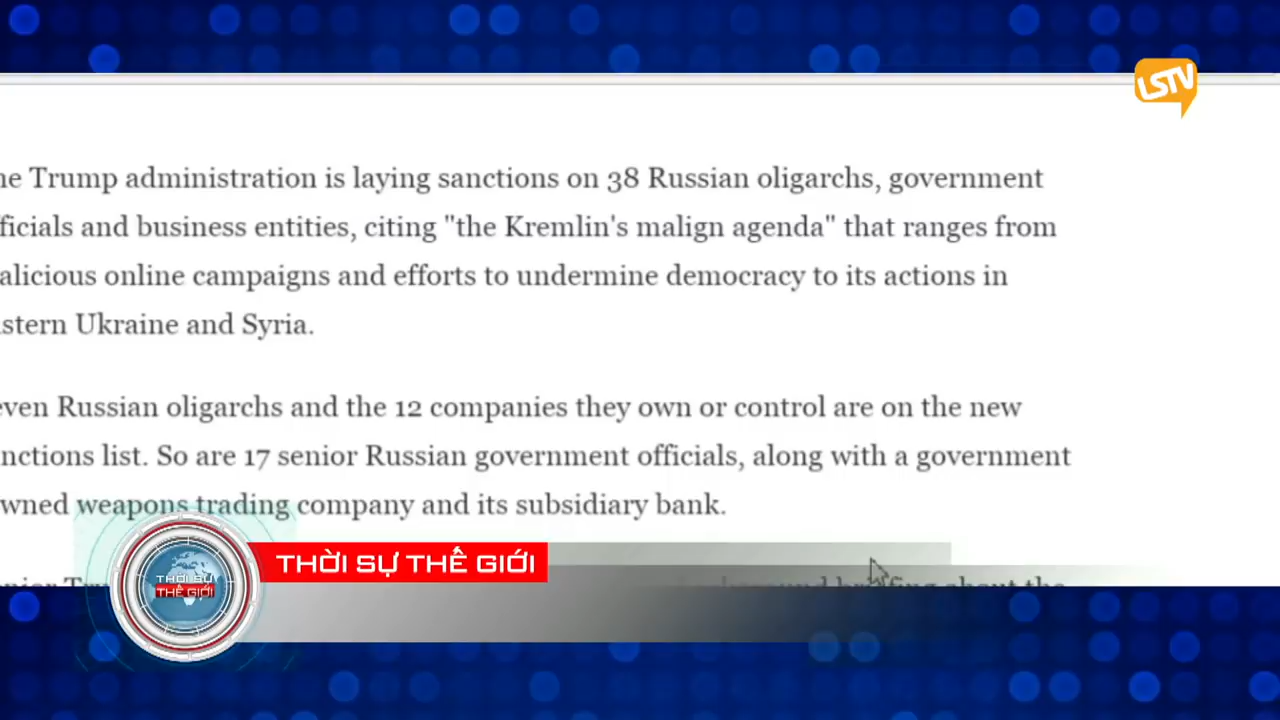 LSTV
he Trump administration is laying sanctions on 38 Russian oligarchs, government
ficials and business entities, citing "the Kremlin's malign agenda" that ranges from
alicious online campaigns and efforts to undermine democracy to its actions in
stern Ukraine and Syria.
even Russian oligarchs and the 12 companies they own or control are on the new
nctions list. So are 17 senior Russian government officials, along with a government
wned weapons trading company and its subsidiary bank.
briefing about the
THỜI SỰ THẾ GIỚI
THỜI SỰ
THẾ GIỚI